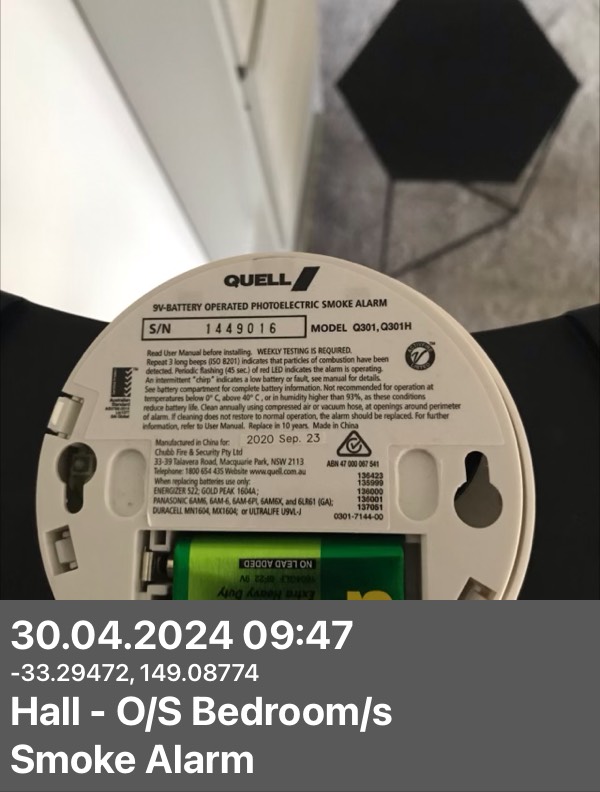 QUELL
9V-BATTERY OPERATED PHOTOELECTRIC SMOKE ALARM
S/N 1449016 MODEL Q301, Q301H
Read User Manual before Installing. WEEKLY TESTING IS REQUIRED.
Repeat 3 long beeps (ISO 8201) indicates that particles of combustion have been
detected. Periodic flashing (45 sec.) of red LED indicates the alarm is operating.
An intermittent "chirp" indicates a low battery or fault, see manual for details.
See battery compartment for complete battery information. Not recommended for operation at
temperatures below 0° C, above 40° C, or in humidity higher than 93%, as these conditions
reduce battery life. Clean annually using compressed air or vacuum hose, at openings around perimeter
of alarm. If cleaning does not restore to normal operation, the alarm should be replaced. For further
information, refer to User Manual. Replace in 10 years. Made in China
Manufactured in China for: 2020 Sep. 23
Chubb Fire & Security Pty Ltd
33-39 Talavera Road, Macquarie Park, NSW 2113
Telephone: 1800 654 435 Website www.quell.com.au
ABN 47 000 067 541
When replacing batteries use only:
ENERGIZER 522; GOLD PEAK 1604A;
PANASONIC 6AM6, 6AM-6, 6AM-6PI, 6AM6X, and 6LR61 (GA);
DURACELL MN1604, MX1604; or ULTRALIFE U9VL-J
136423
135999
136000
136001
137051
0301-7144-00
NO LEAD ADDED
Extra Heavy Duty
30.04.2024 09:47
-33.29472, 149.08774
Hall - O/S Bedroom/s
Smoke Alarm